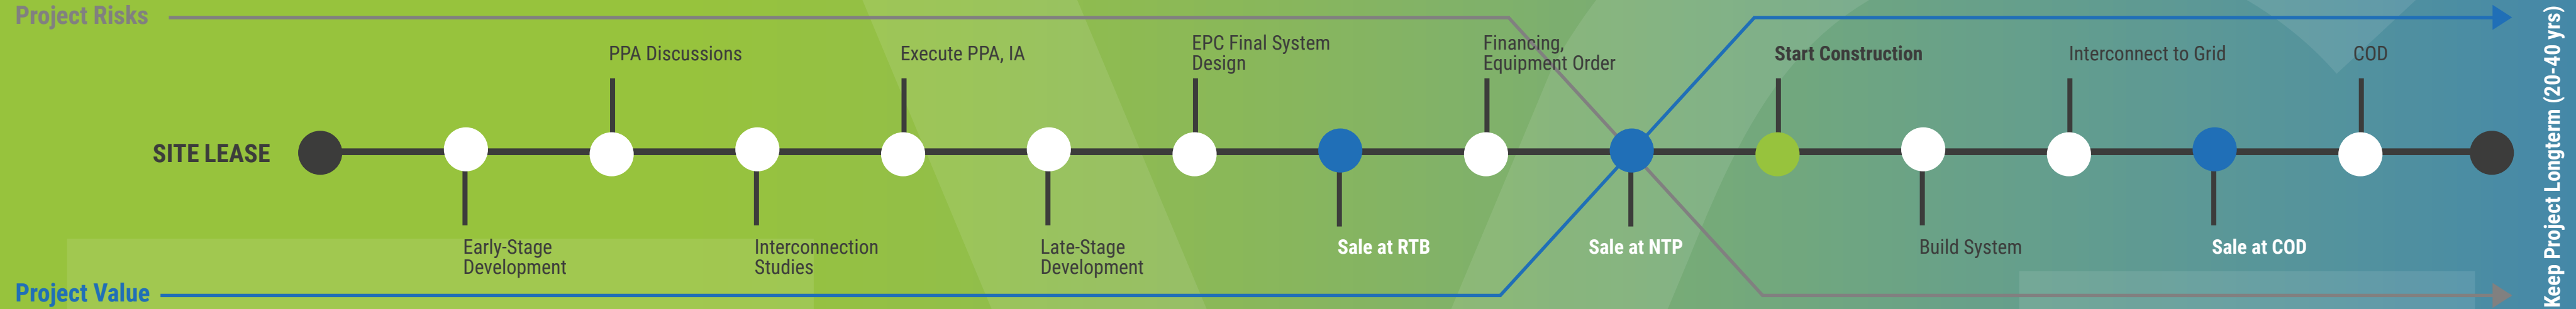 Project Risks
PPA Discussions
Execute PPA, IA
EPC Final System
Design
Financing,
Equipment Order
Start Construction
Interconnect to Grid
COD
SITE LEASE
Early-Stage
Development
Interconnection
Studies
Late-Stage
Development
Sale at RTB
Sale at NTP
Build System
Sale at COD
Project Value
Keep Project Longterm (20-40 yrs)